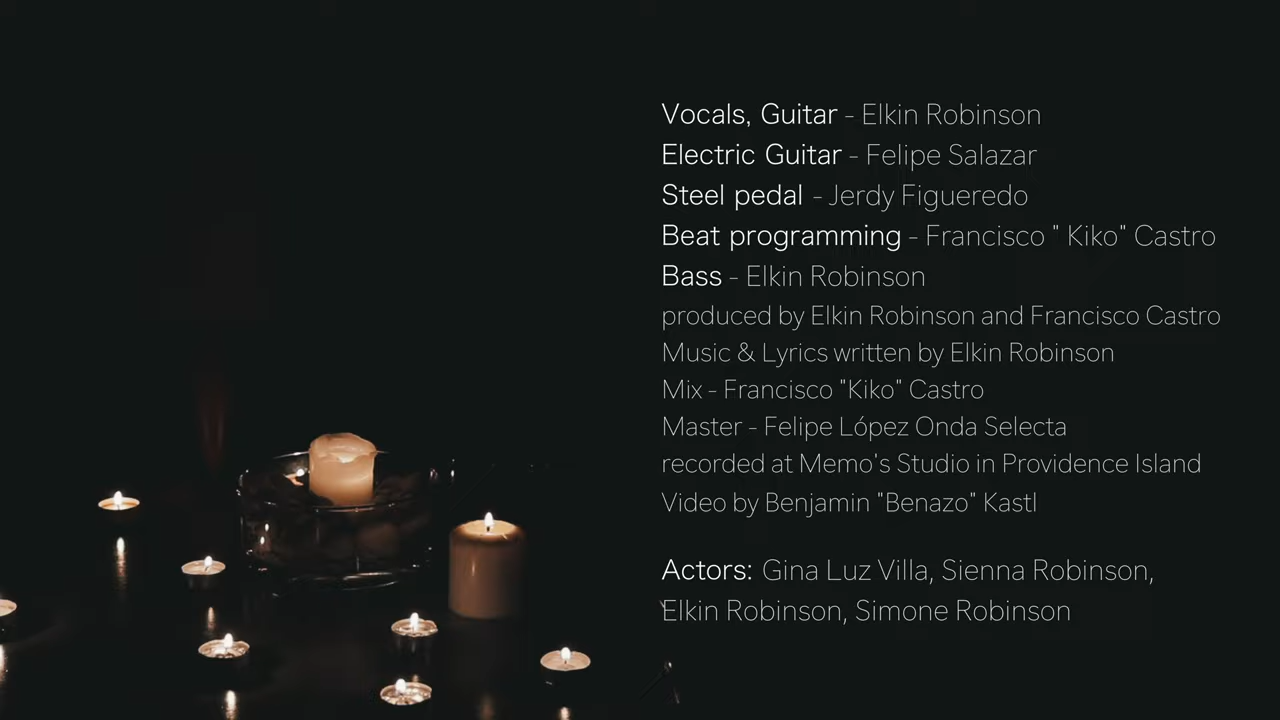 Vocals, Guitar - Elkin Robinson
Electric Guitar - Felipe Salazar
Steel pedal - Jerdy Figueredo
Beat programming - Francisco " Kiko" Castro
Bass - Elkin Robinson
produced by Elkin Robinson and Francisco Castro
Music & Lyrics written by Elkin Robinson
Mix - Francisco "Kiko" Castro
Master - Felipe López Onda Selecta
recorded at Memo's Studio in Providence Island
Video by Benjamin "Benazo" Kastl
Actors: Gina Luz Villa, Sienna Robinson,
Elkin Robinson, Simone Robinson